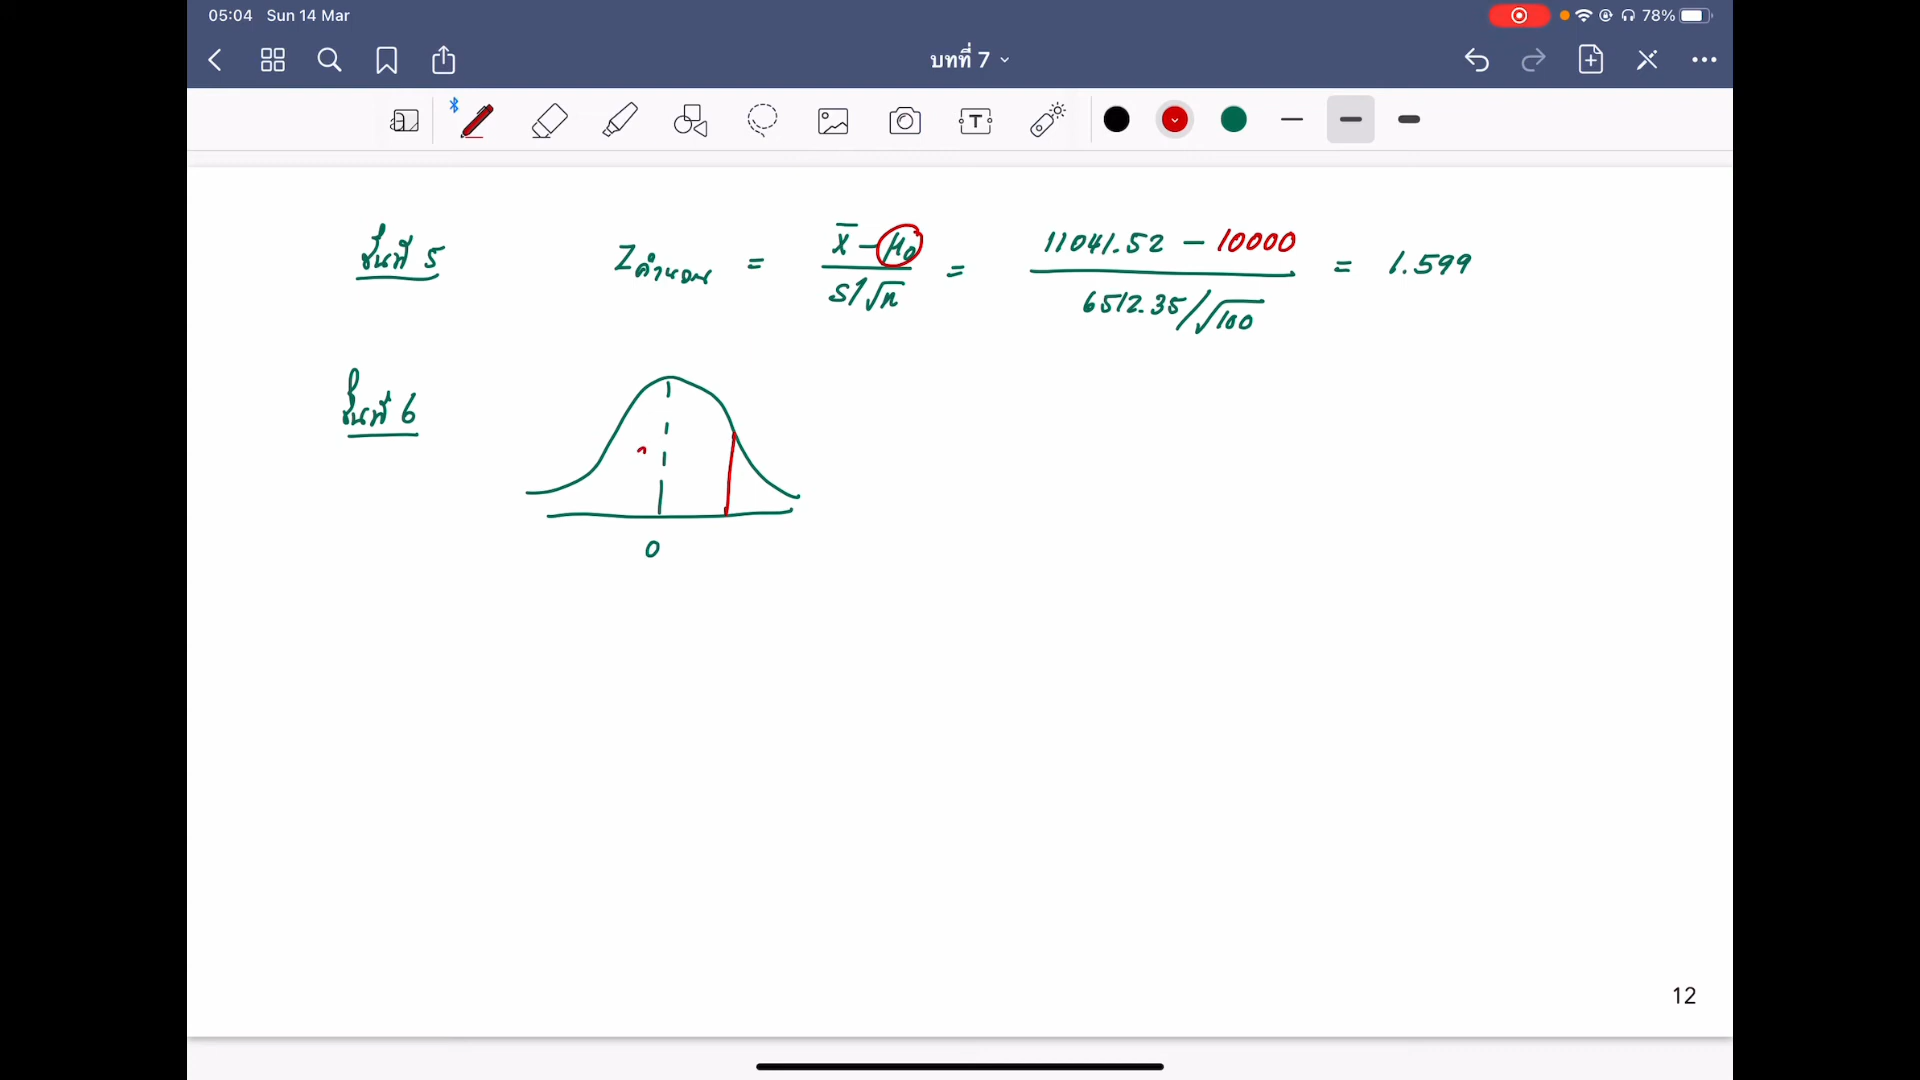 05:04 Sun 14 Mar 78%
บทที่ 7
ขั้นที่ 5 Zคำนวณ = x̄ - μ₀ / s/√n = 11041.52 - 10000 / 6512.35/√100 = 1.599
ขั้นที่ 6
0
12